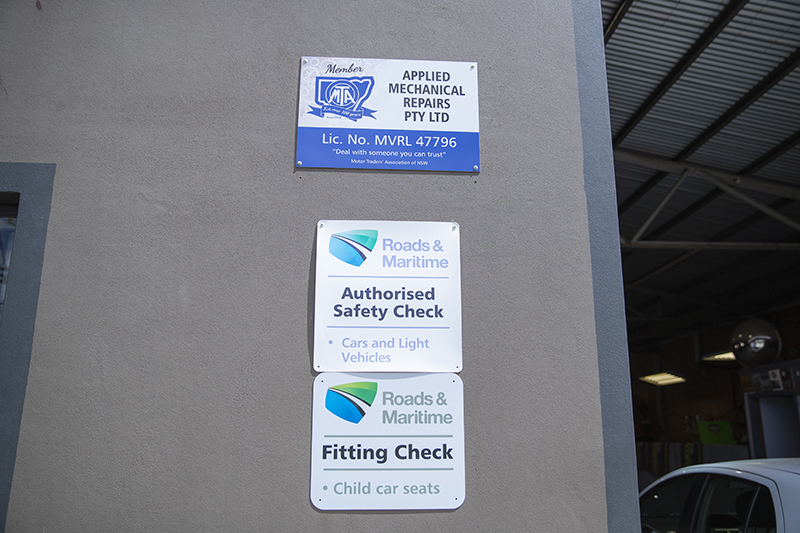 Member
MTA
APPLIED
MECHANICAL
REPAIRS
PTY LTD
Lic. No. MVRL 47796
"Deal with someone you can trust"
Motor Traders' Association of NSW
Roads &
Maritime
Authorised
Safety Check
• Cars and Light
Vehicles
Roads &
Maritime
Fitting Check
• Child car seats